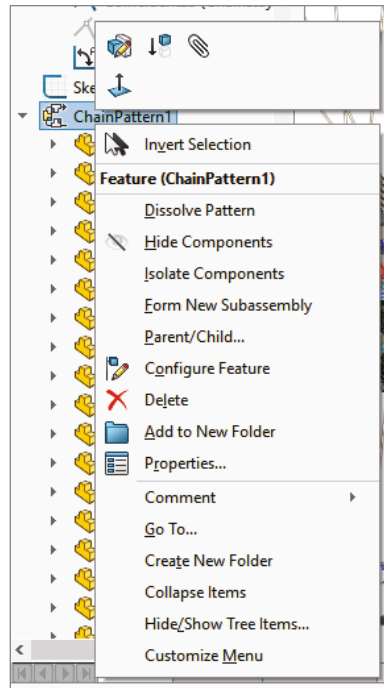 Ske
ChainPattern1
Invert Selection
Feature (ChainPattern1)
Dissolve Pattern
Hide Components
Isolate Components
Form New Subassembly
Parent/Child...
Configure Feature
Delete
Add to New Folder
Properties...
Comment
Go To...
Create New Folder
Collapse Items
Hide/Show Tree Items...
Customize Menu